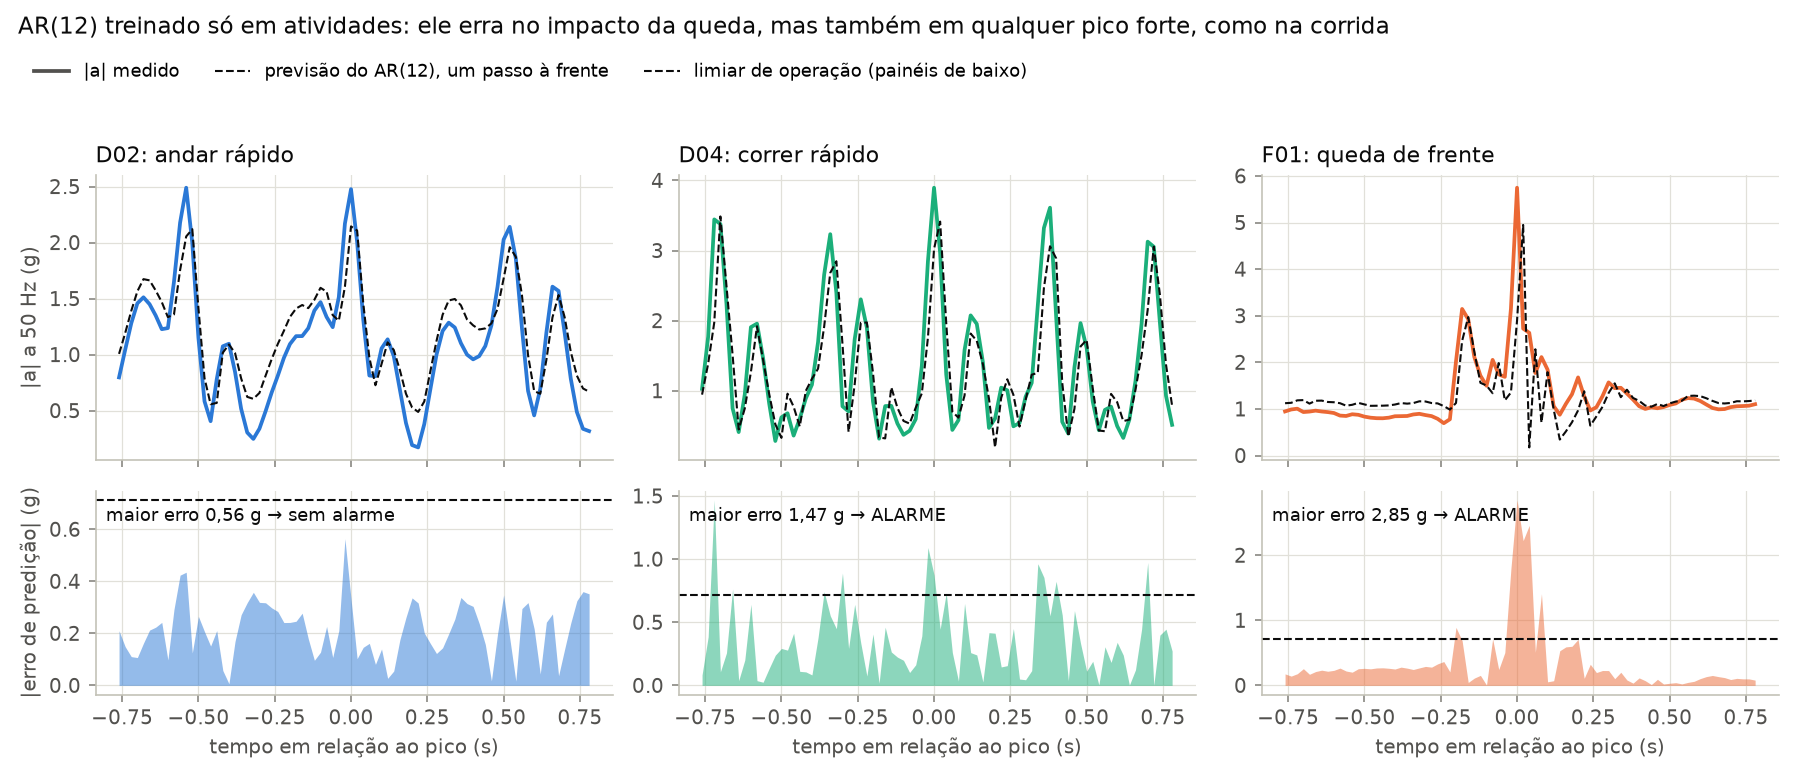 AR(12) treinado só em atividades: ele erra no impacto da queda, mas também em qualquer pico forte, como na corrida
|a| medido
previsão do AR(12), um passo à frente
limiar de operação (painéis de baixo)
D02: andar rápido
D04: correr rápido
F01: queda de frente
|a| a 50 Hz (g)
2.5
2.0
1.5
1.0
0.5
4
3
2
1
6
5
4
3
2
1
0
|erro de predição| (g)
0.6
0.4
0.2
0.0
maior erro 0,56 g → sem alarme
1.5
1.0
0.5
0.0
maior erro 1,47 g → ALARME
2
1
0
maior erro 2,85 g → ALARME
−0.75 −0.50 −0.25 0.00 0.25 0.50 0.75
−0.75 −0.50 −0.25 0.00 0.25 0.50 0.75
−0.75 −0.50 −0.25 0.00 0.25 0.50 0.75
tempo em relação ao pico (s)
tempo em relação ao pico (s)
tempo em relação ao pico (s)